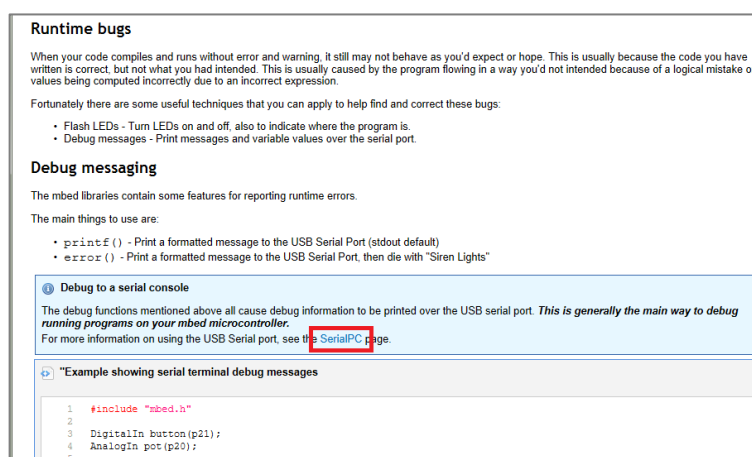 Runtime bugs
When your code compiles and runs without error and warning, it still may not behave as you'd expect or hope. This is usually because the code you have
written is correct, but not what you had intended. This is usually caused by the program flowing in a way you'd not intended because of a logical mistake o
values being computed incorrectly due to an incorrect expression.
Fortunately there are some useful techniques that you can apply to help find and correct these bugs:
• Flash LEDs - Turn LEDs on and off, also to indicate where the program is.
• Debug messages - Print messages and variable values over the serial port.
Debug messaging
The mbed libraries contain some features for reporting runtime errors.
The main things to use are:
• printf() - Print a formatted message to the USB Serial Port (stdout default)
• error() - Print a formatted message to the USB Serial Port, then die with "Siren Lights"
Debug to a serial console
The debug functions mentioned above all cause debug information to be printed over the USB serial port. This is generally the main way to debug
running programs on your mbed microcontroller.
For more information on using the USB Serial port, see the SerialPC page.
"Example showing serial terminal debug messages
1 #include "mbed.h"
2
3 DigitalIn button(p21);
4 AnalogIn pot(p20);